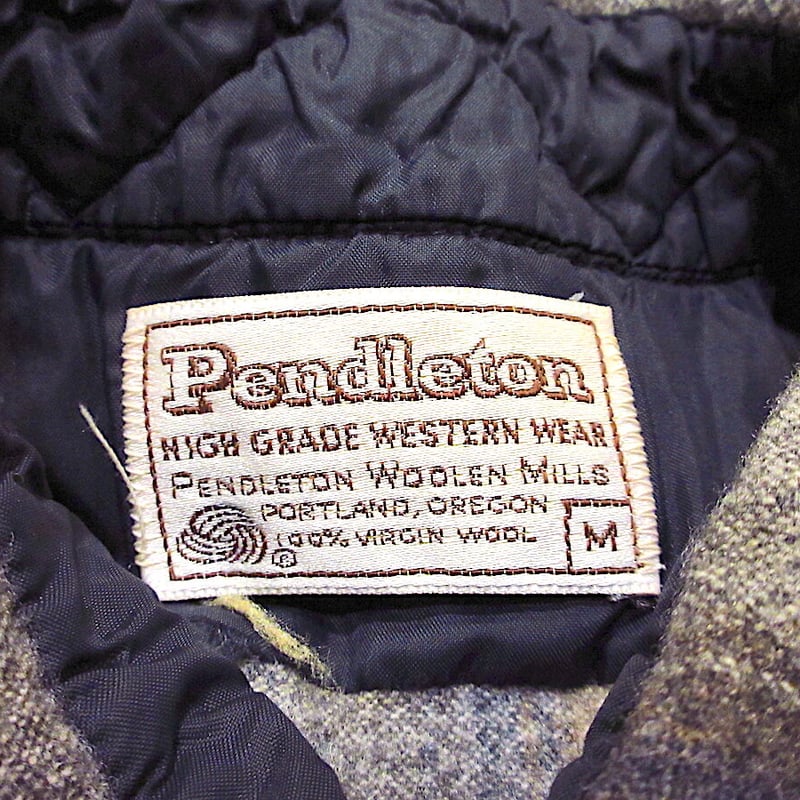 Pendleton
HIGH GRADE WESTERN WEAR
PENDLETON WOOLEN MILLS
PORTLAND, OREGON
100% VIRGIN WOOL
®
M